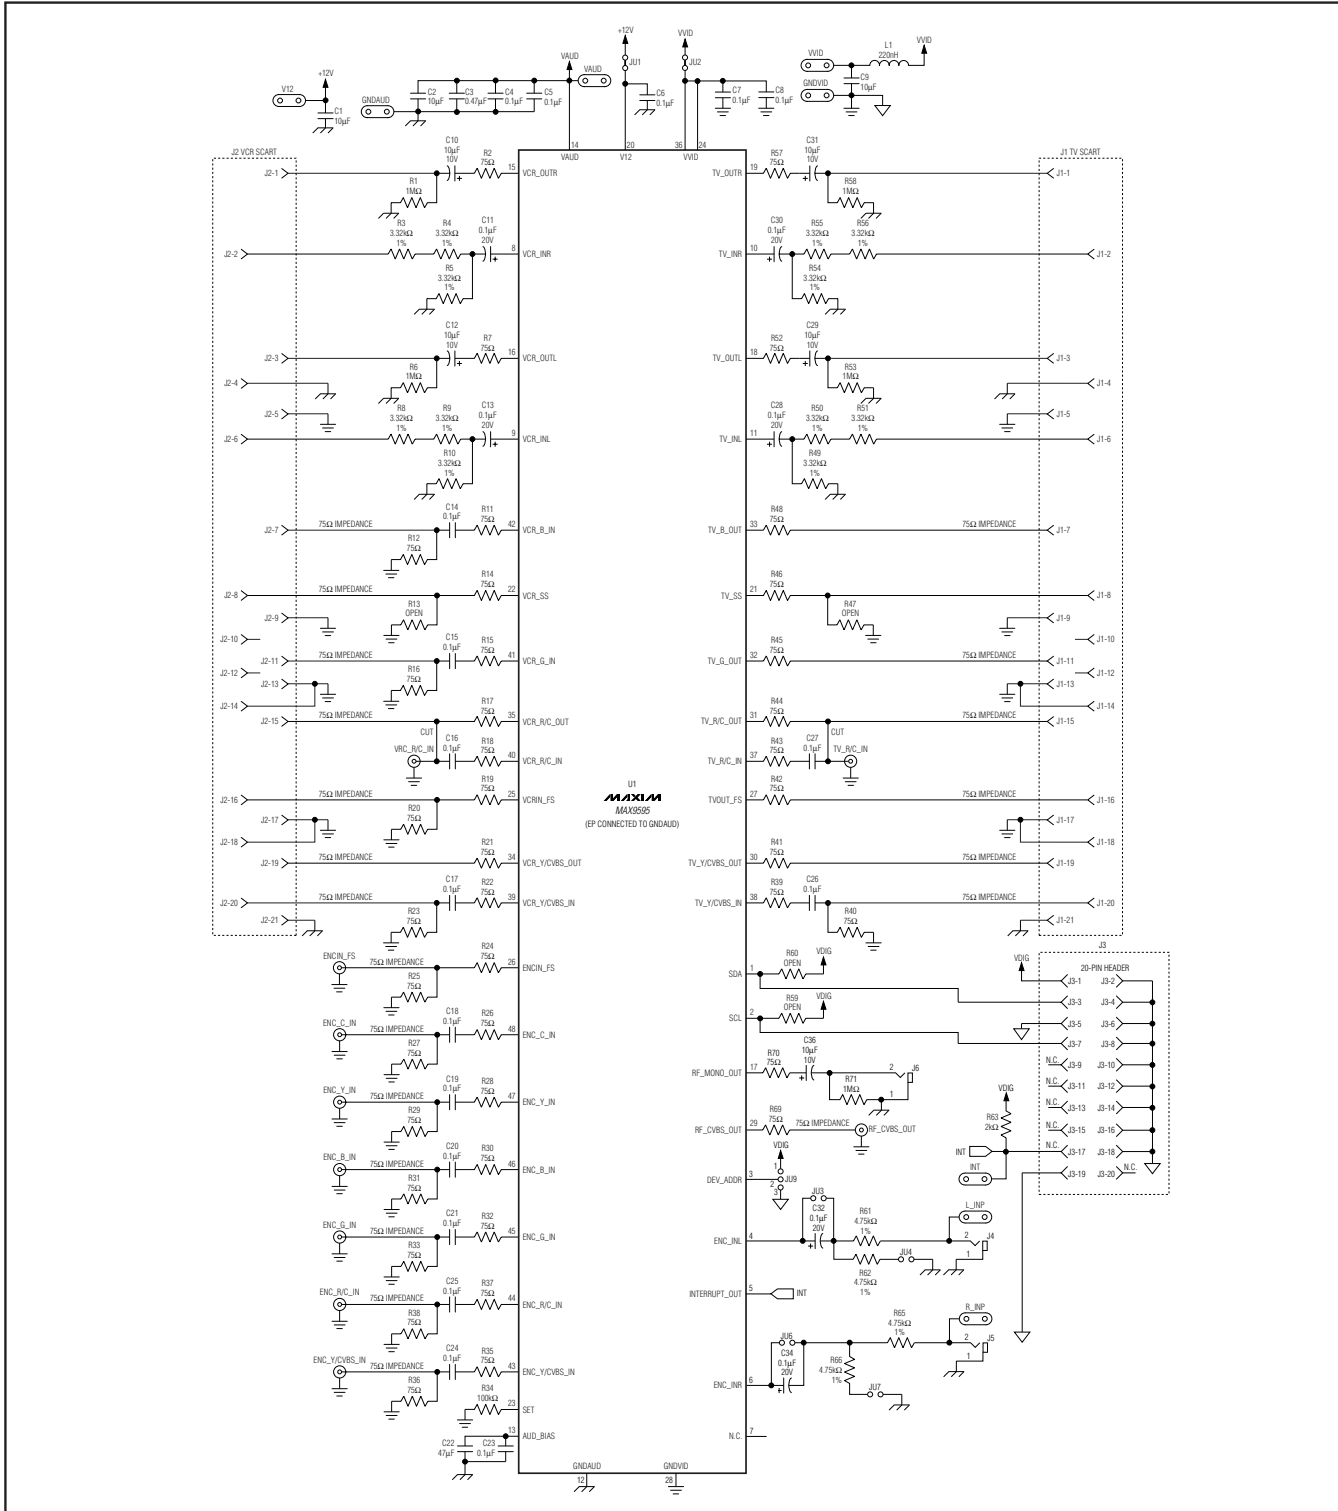 +12V
VVID
VVID
L1
220nH
VVID
JU1
JU2
VAUD
VAUD
+12V
V12
C1
10µF
GNDAUD
C2
10µF
C3
0.47µF
C4
0.1µF
C5
0.1µF
C6
0.1µF
C7
0.1µF
C8
0.1µF
GNDVID
C9
10µF
14
20
36
24
VAUD
V12
VVID
J2 VCR SCART
J1 TV SCART
J2-1
C10
10µF
10V
R2
75Ω
15
VCR_OUTR
R1
1MΩ
TV_OUTR
19
R57
75Ω
C31
10µF
10V
R58
1MΩ
J1-1
J2-2
R3
3.32kΩ
1%
R4
3.32kΩ
1%
C11
0.1µF
20V
8
VCR_INR
R5
3.32kΩ
1%
TV_INR
10
C30
0.1µF
20V
R55
3.32kΩ
1%
R56
3.32kΩ
1%
R54
3.32kΩ
1%
J1-2
J2-3
C12
10µF
10V
R7
75Ω
16
VCR_OUTL
R6
1MΩ
TV_OUTL
18
R52
75Ω
C29
10µF
10V
R53
1MΩ
J1-3
J2-4
J1-4
J2-5
J1-5
J2-6
R8
3.32kΩ
1%
R9
3.32kΩ
1%
C13
0.1µF
20V
9
VCR_INL
R10
3.32kΩ
1%
TV_INL
11
C28
0.1µF
20V
R50
3.32kΩ
1%
R51
3.32kΩ
1%
R49
3.32kΩ
1%
J1-6
J2-7
75Ω IMPEDANCE
C14
0.1µF
R11
75Ω
42
VCR_B_IN
R12
75Ω
TV_B_OUT
33
R48
75Ω
75Ω IMPEDANCE
J1-7
J2-8
75Ω IMPEDANCE
R14
75Ω
22
VCR_SS
R13
OPEN
TV_SS
21
R46
75Ω
R47
OPEN
J1-8
J2-9
J1-9
J2-10
J1-10
J2-11
75Ω IMPEDANCE
C15
0.1µF
R15
75Ω
41
VCR_G_IN
R16
75Ω
TV_G_OUT
32
R45
75Ω
75Ω IMPEDANCE
J1-11
J2-12
J1-12
J2-13
J1-13
J2-14
J1-14
J2-15
75Ω IMPEDANCE
R17
75Ω
35
VCR_R/C_OUT
CUT
TV_R/C_OUT
31
R44
75Ω
CUT
75Ω IMPEDANCE
J1-15
VRC_R/C_IN
C16
0.1µF
R18
75Ω
40
VCR_R/C_IN
TV_R/C_IN
37
R43
75Ω
C27
0.1µF
TV_R/C_IN
J2-16
75Ω IMPEDANCE
R19
75Ω
25
VCRIN_FS
R20
75Ω
U1
MAXIM
MAX9595
(EP CONNECTED TO GNDAUD)
TVOUT_FS
27
R42
75Ω
75Ω IMPEDANCE
J1-16
J2-17
J1-17
J2-18
J1-18
J2-19
75Ω IMPEDANCE
R21
75Ω
34
VCR_Y/CVBS_OUT
TV_Y/CVBS_OUT
30
R41
75Ω
75Ω IMPEDANCE
J1-19
J2-20
75Ω IMPEDANCE
C17
0.1µF
R22
75Ω
39
VCR_Y/CVBS_IN
R23
75Ω
TV_Y/CVBS_IN
38
R39
75Ω
C26
0.1µF
R40
75Ω
75Ω IMPEDANCE
J1-20
J2-21
J1-21
ENCIN_FS
75Ω IMPEDANCE
R24
75Ω
26
ENCIN_FS
R25
75Ω
SDA
1
R60
OPEN
VDIG
SCL
2
R59
OPEN
VDIG
J3
20-PIN HEADER
VDIG
J3-1
J3-2
J3-3
J3-4
J3-5
J3-6
J3-7
J3-8
N.C.
J3-9
J3-10
N.C.
J3-11
J3-12
N.C.
J3-13
J3-14
N.C.
J3-15
J3-16
N.C.
J3-17
J3-18
J3-19
J3-20
N.C.
VDIG
R63
2kΩ
INT
INT
ENC_C_IN
75Ω IMPEDANCE
C18
0.1µF
R26
75Ω
48
ENC_C_IN
R27
75Ω
RF_MONO_OUT
17
R70
75Ω
C36
10µF
10V
R71
1MΩ
2
1
J6
ENC_Y_IN
75Ω IMPEDANCE
C19
0.1µF
R28
75Ω
47
ENC_Y_IN
R29
75Ω
RF_CVBS_OUT
29
R69
75Ω
75Ω IMPEDANCE
RF_CVBS_OUT
ENC_B_IN
75Ω IMPEDANCE
C20
0.1µF
R30
75Ω
46
ENC_B_IN
R31
75Ω
DEV_ADDR
3
VDIG
1
2
3
JU9
ENC_G_IN
75Ω IMPEDANCE
C21
0.1µF
R32
75Ω
45
ENC_G_IN
R33
75Ω
ENC_INL
4
JU3
C32
0.1µF
20V
R61
4.75kΩ
1%
R62
4.75kΩ
1%
JU4
L_INP
2
1
J4
ENC_R/C_IN
75Ω IMPEDANCE
C25
0.1µF
R37
75Ω
44
ENC_R/C_IN
R38
75Ω
INTERRUPT_OUT
5
INT
ENC_Y/CVBS_IN
75Ω IMPEDANCE
C24
0.1µF
R35
75Ω
43
ENC_Y/CVBS_IN
R36
75Ω
ENC_INR
6
JU6
C34
0.1µF
20V
R65
4.75kΩ
1%
R66
4.75kΩ
1%
JU7
R_INP
2
1
J5
R34
100kΩ
23
SET
13
AUD_BIAS
C22
47µF
C23
0.1µF
N.C.
7
GNDAUD
12
GNDVID
28